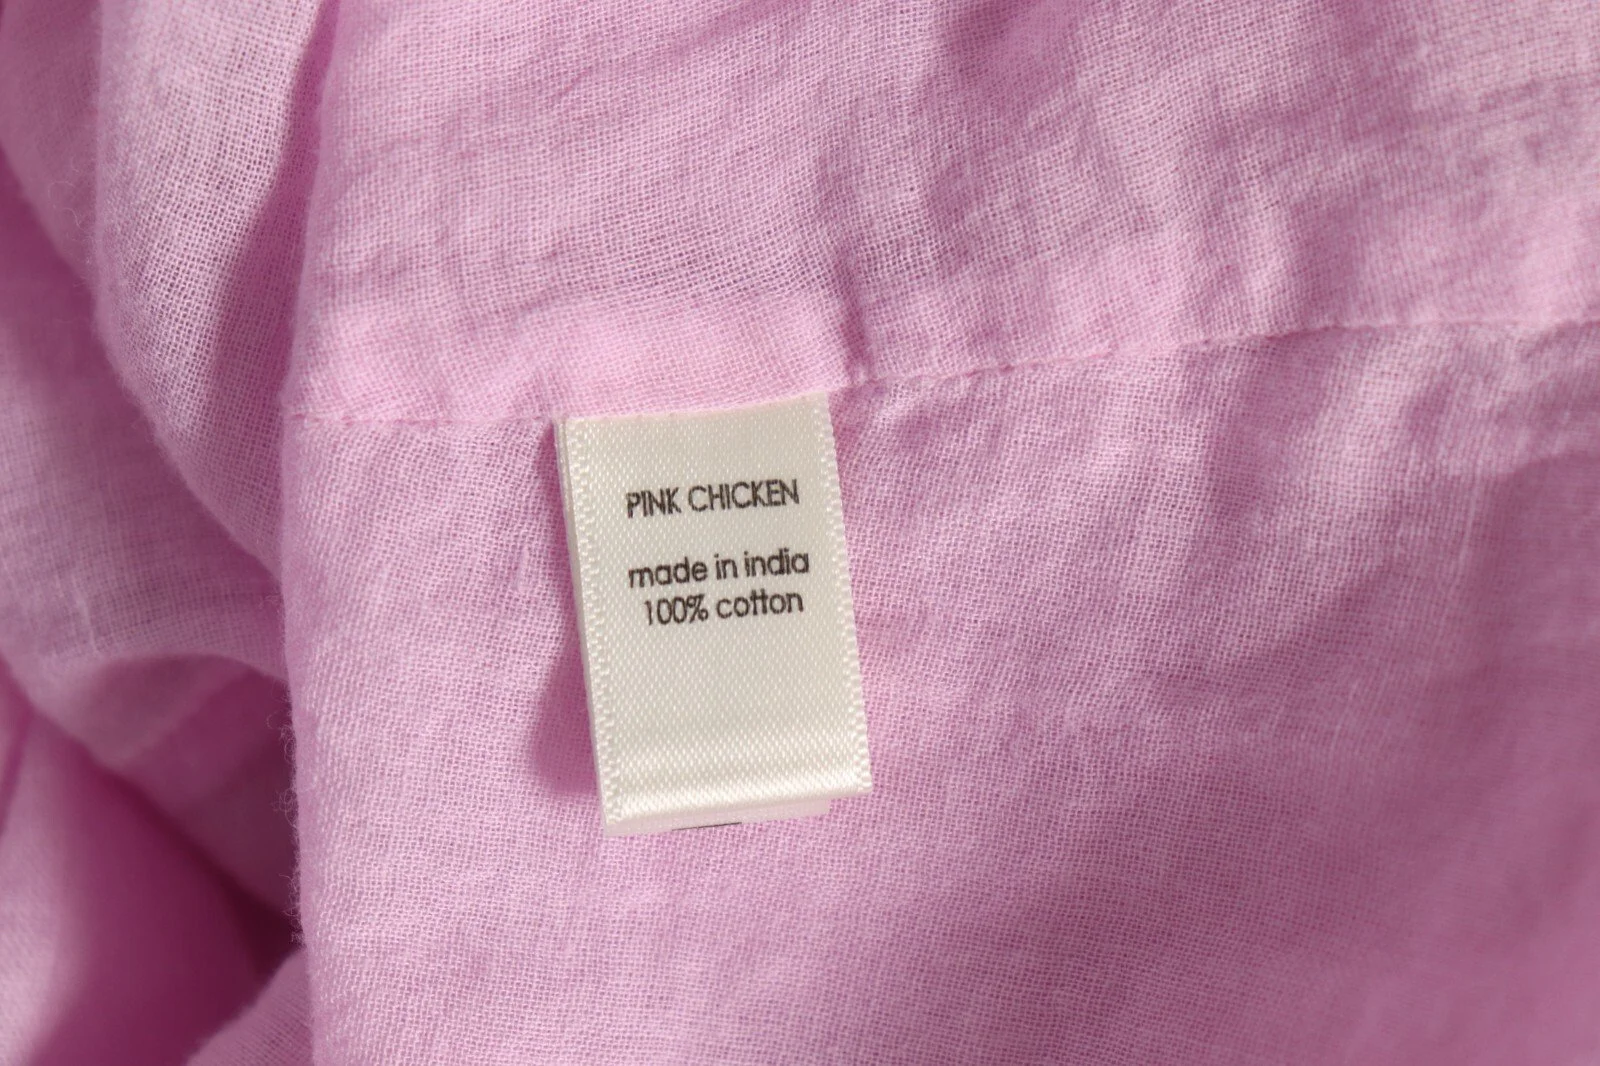 PINK CHICKEN
made in india
100% cotton